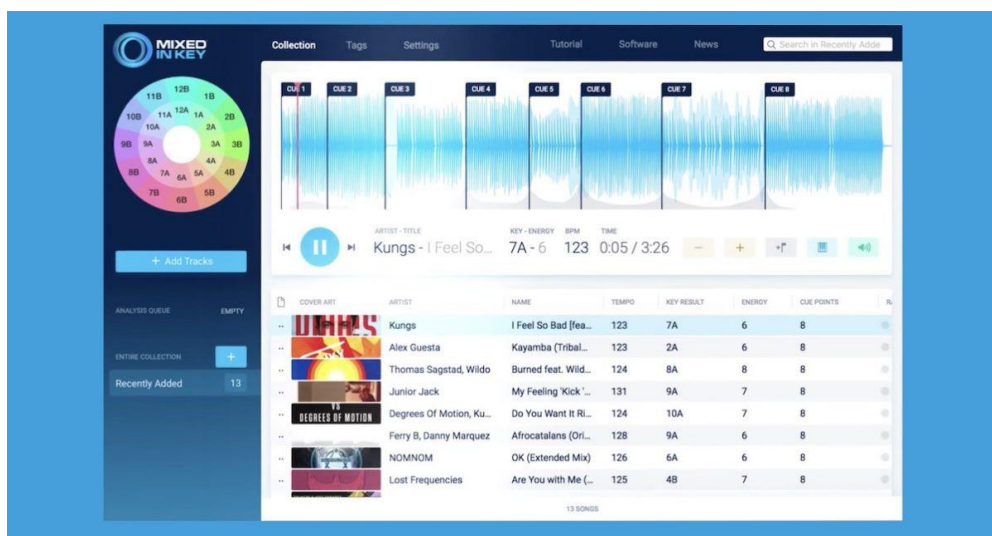 MIXED
IN KEY
Collection Tags Settings Tutorial Software News Search in Recently Adde
CUE 1 CUE 2 CUE 3 CUE 4 CUE 5 CUE 6 CUE 7 CUE 8
12B
11B 1B
12A
11A 1A
10B 2B
10A 2A
9B 9A 3A 3B
8A 4A
8B 7A 6A 5A 4B
7B 5B
6B
ARTIST - TITLE KEY - ENERGY BPM TIME
Kungs - I Feel So... 7A - 6 123 0:05 / 3:26
+ Add Tracks
ANALYSIS QUEUE EMPTY
ENTIRE COLLECTION +
Recently Added 13
COVER ART ARTIST NAME TEMPO KEY RESULT ENERGY CUE POINTS
Kungs I Feel So Bad [fea... 123 7A 6 8
Alex Guesta Kayamba (Tribal... 123 2A 6 8
Thomas Sagstad, Wildo Burned feat. Wild... 124 8A 8 8
Junior Jack My Feeling 'Kick '... 131 9A 7 8
VS
DEGREES OF MOTION
Degrees Of Motion, Ku... Do You Want It Ri... 124 10A 7 8
Ferry B, Danny Marquez Afrocatalans (Ori... 128 9A 6 8
NOMNOM OK (Extended Mix) 126 6A 6 8
Lost Frequencies Are You with Me (... 125 4B 7 8
13 SONGS